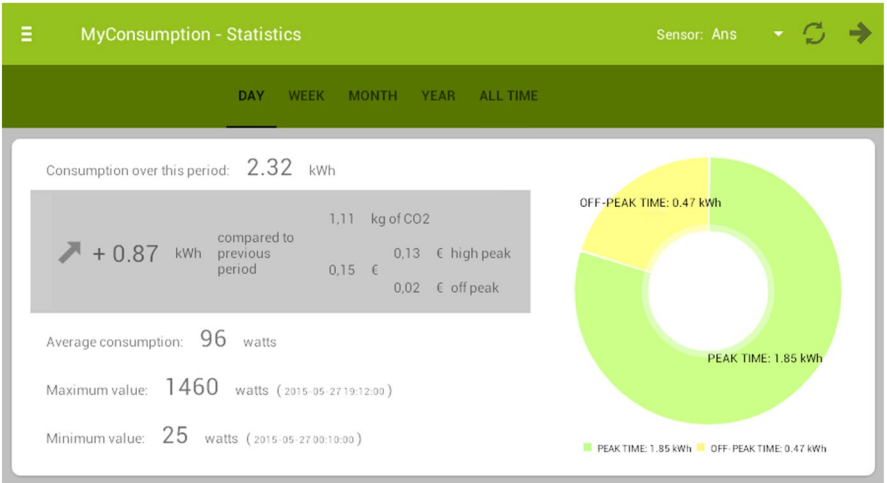 MyConsumption - Statistics
Sensor: Ans
DAY WEEK MONTH YEAR ALL TIME
Consumption over this period: 2.32 kWh
+ 0.87 kWh
compared to
previous
period
1,11 kg of CO2
0,15 €
0,13 € high peak
0,02 € off peak
Average consumption: 96 watts
Maximum value: 1460 watts ( 2015-05-27 19:12:00 )
Minimum value: 25 watts ( 2015-05-27 00:10:00 )
OFF-PEAK TIME: 0.47 kWh
PEAK TIME: 1.85 kWh
PEAK TIME: 1.85 kWh OFF-PEAK TIME: 0.47 kWh